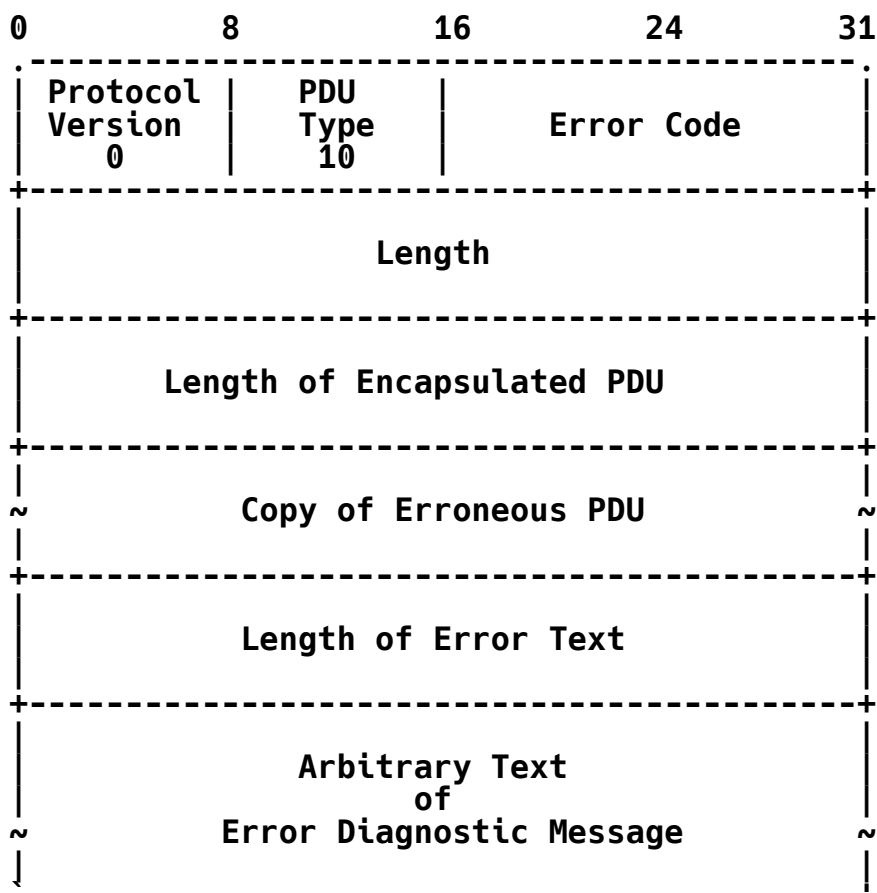 0 8 16 24 31
Protocol PDU
Version Type Error Code
0 10
Length
Length of Encapsulated PDU
Copy of Erroneous PDU
Length of Error Text
Arbitrary Text
of
Error Diagnostic Message